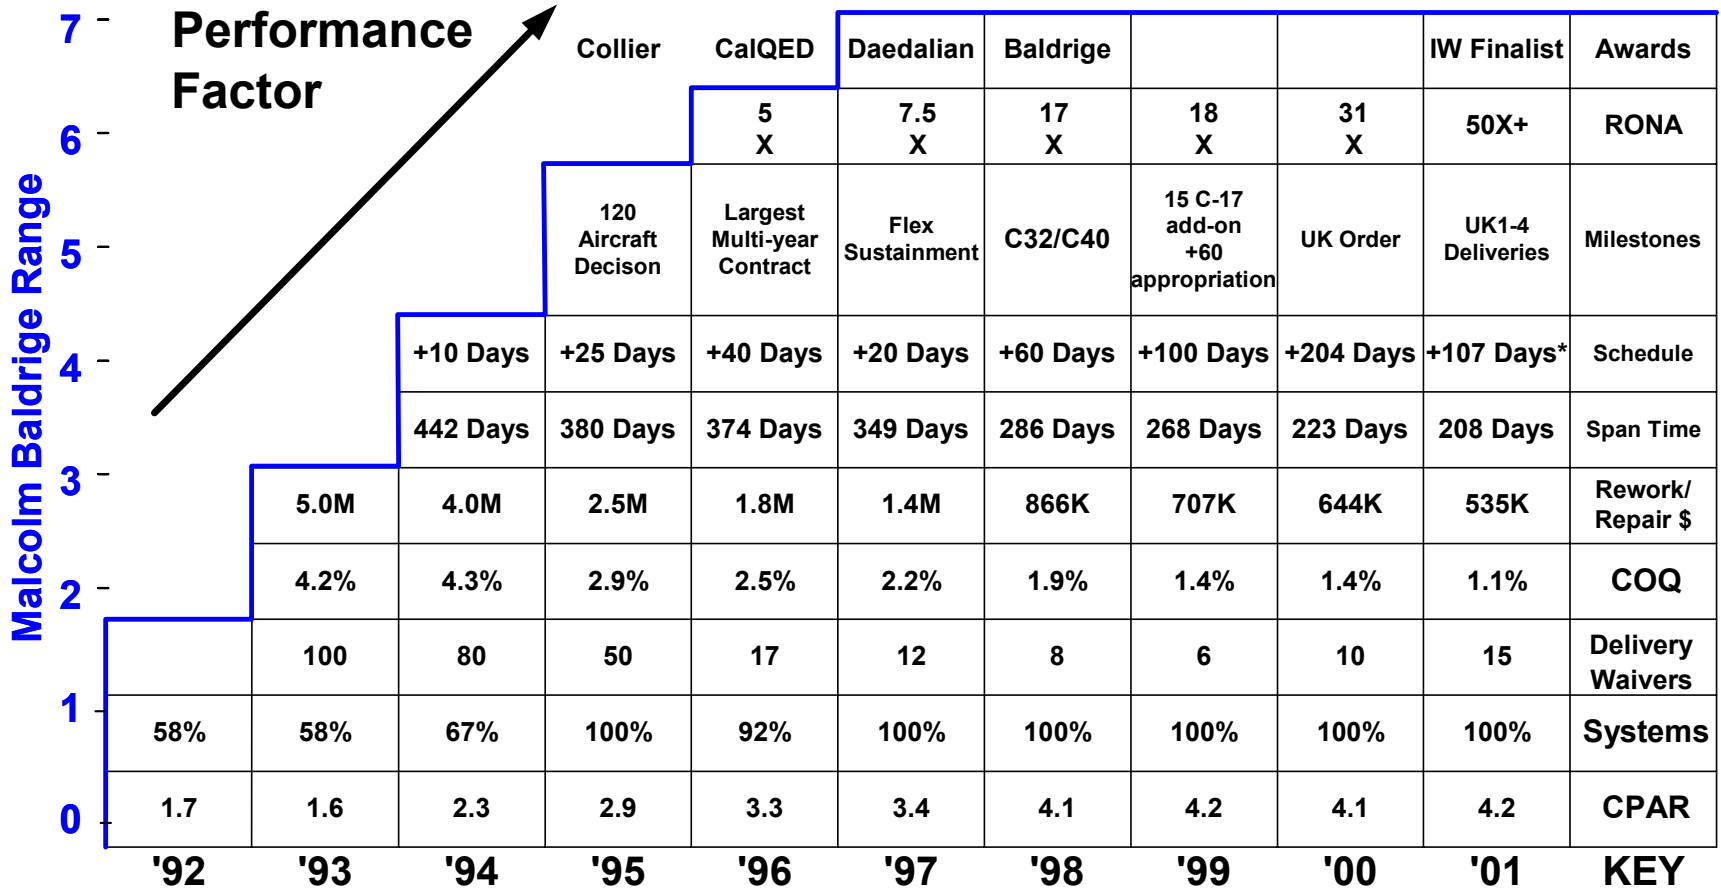 Performance
Factor
Malcolm Baldrige Range
7
6
5
4
3
2
1
0
Collier CalQED Daedalian Baldrige IW Finalist Awards
5 7.5 17 18 31 50X+ RONA
X X X X X
120
Aircraft
Decison
Largest
Multi-year
Contract
Flex
Sustainment
C32/C40
15 C-17
add-on
+60
appropriation
UK Order
UK1-4
Deliveries
Milestones
+10 Days +25 Days +40 Days +20 Days +60 Days +100 Days +204 Days +107 Days* Schedule
442 Days 380 Days 374 Days 349 Days 286 Days 268 Days 223 Days 208 Days Span Time
5.0M 4.0M 2.5M 1.8M 1.4M 866K 707K 644K 535K Rework/
Repair $
4.2% 4.3% 2.9% 2.5% 2.2% 1.9% 1.4% 1.4% 1.1% COQ
100 80 50 17 12 8 6 10 15 Delivery
Waivers
58% 58% 67% 100% 92% 100% 100% 100% 100% 100% Systems
1.7 1.6 2.3 2.9 3.3 3.4 4.1 4.2 4.1 4.2 CPAR
'92 '93 '94 '95 '96 '97 '98 '99 '00 '01 KEY